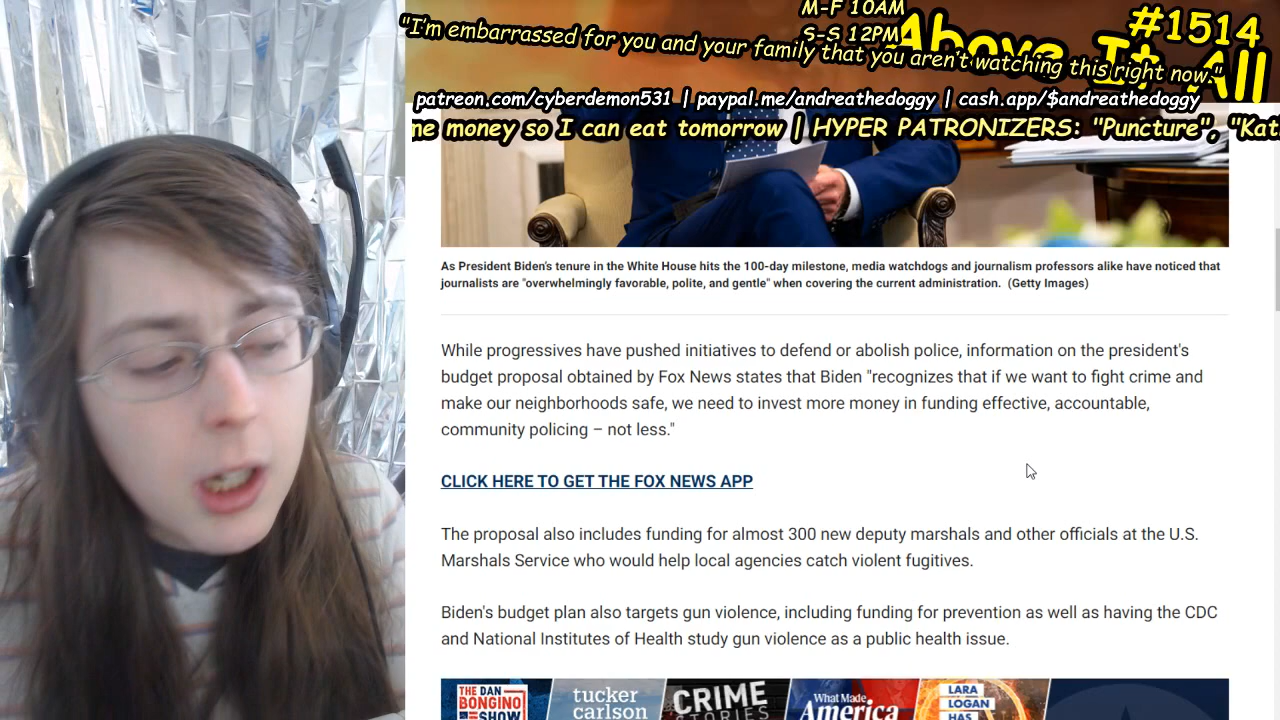 M-F 10AM
S-S 12PM
Above It All
#1514
"I'm embarrassed for you and your family that you aren't watching this right now."
patreon.com/cyberdemon531 | paypal.me/andreathedoggy | cash.app/$andreathedoggy
me money so I can eat tomorrow | HYPER PATRONIZERS: "Puncture", "Kat
As President Biden's tenure in the White House hits the 100-day milestone, media watchdogs and journalism professors alike have noticed that
journalists are "overwhelmingly favorable, polite, and gentle" when covering the current administration. (Getty Images)
While progressives have pushed initiatives to defend or abolish police, information on the president's
budget proposal obtained by Fox News states that Biden "recognizes that if we want to fight crime and
make our neighborhoods safe, we need to invest more money in funding effective, accountable,
community policing – not less."
CLICK HERE TO GET THE FOX NEWS APP
The proposal also includes funding for almost 300 new deputy marshals and other officials at the U.S.
Marshals Service who would help local agencies catch violent fugitives.
Biden's budget plan also targets gun violence, including funding for prevention as well as having the CDC
and National Institutes of Health study gun violence as a public health issue.
THE DAN
BONGINO
SHOW
tucker
carlson
CRIME
STORIES
What Made
America
LARA
LOGAN
HAS